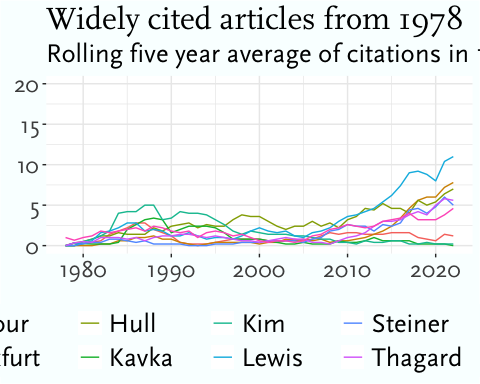 Widely cited articles from 1978
Rolling five year average of citations in
20
15
10
5
0
1980 1990 2000 2010 2020
our Hull Kim Steiner
furt Kavka Lewis Thagard